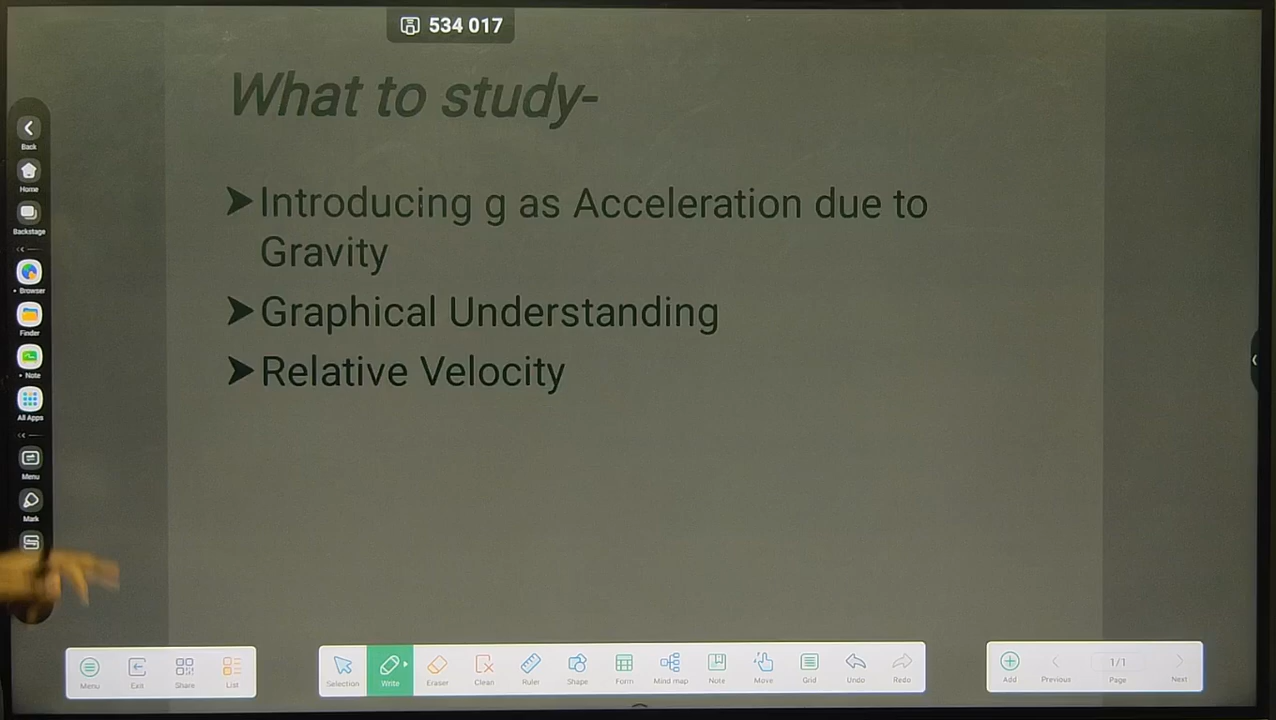 534 017
What to study-
➤Introducing g as Acceleration due to
Gravity
➤Graphical Understanding
➤Relative Velocity
Back
Home
Backstage
• Browser
Finder
• Note
All Apps
Menu
Mark
Menu Exit Share List
Selection Write Eraser Clean Ruler Shape Form Mind map Note Move Grid Undo Redo
Add Previous 1/1 Page Next